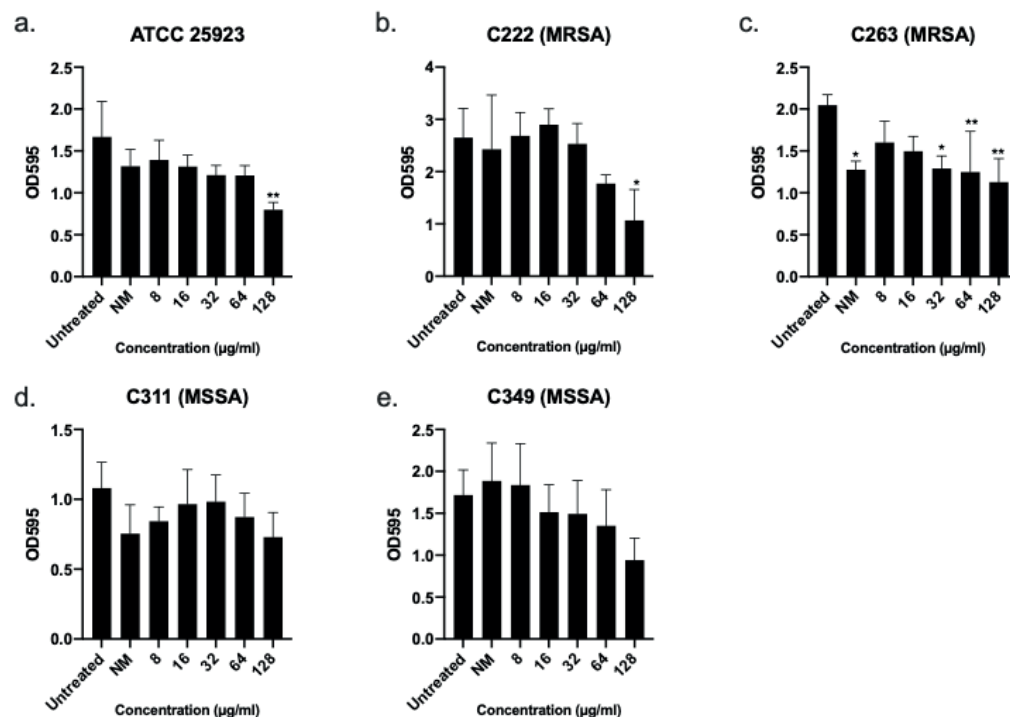 a.
ATCC 25923
OD595
2.5
2.0
1.5
1.0
0.5
0.0
**
Untreated
NM
8
16
32
64
128
Concentration (µg/ml)
b.
C222 (MRSA)
OD595
4
3
2
1
0
*
Untreated
NM
8
16
32
64
128
Concentration (µg/ml)
c.
C263 (MRSA)
OD595
2.5
2.0
1.5
1.0
0.5
0.0
*
*
**
**
Untreated
NM
8
16
32
64
128
Concentration (µg/ml)
d.
C311 (MSSA)
OD595
1.5
1.0
0.5
0.0
Untreated
NM
8
16
32
64
128
Concentration (µg/ml)
e.
C349 (MSSA)
OD595
2.5
2.0
1.5
1.0
0.5
0.0
Untreated
NM
8
16
32
64
128
Concentration (µg/ml)